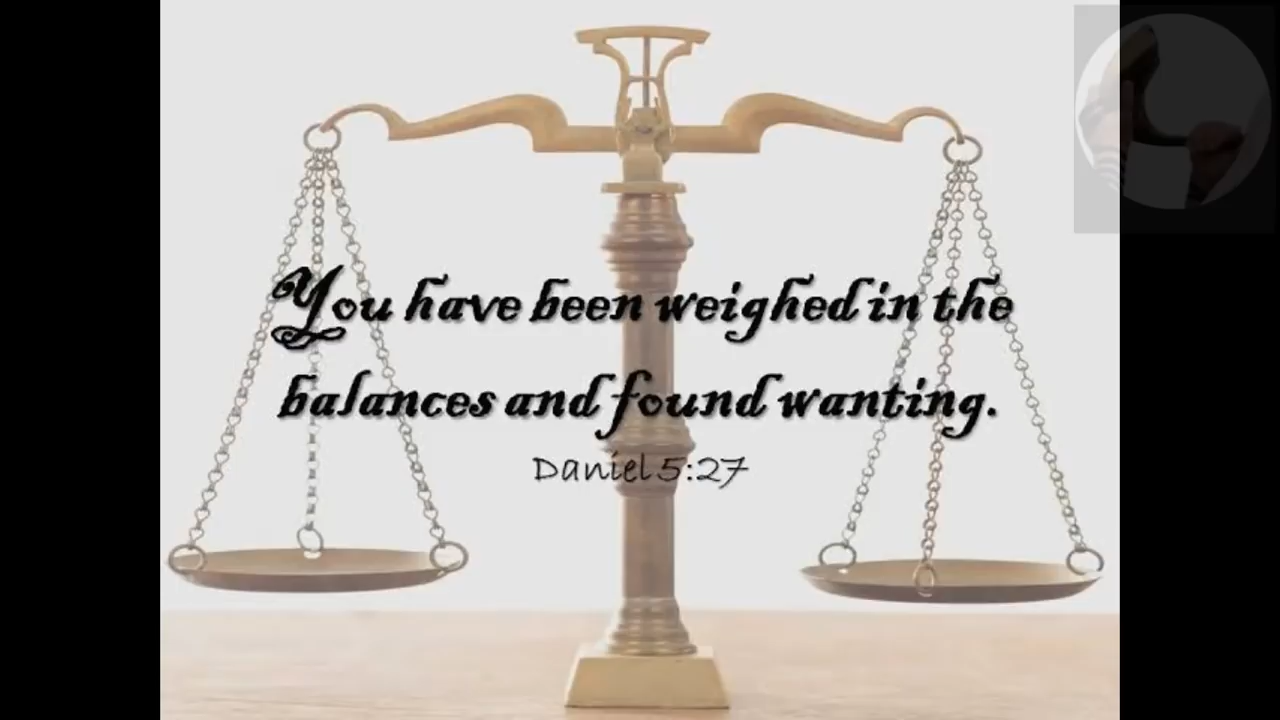 You have been weighed in the
balances and found wanting.
Daniel 5:27